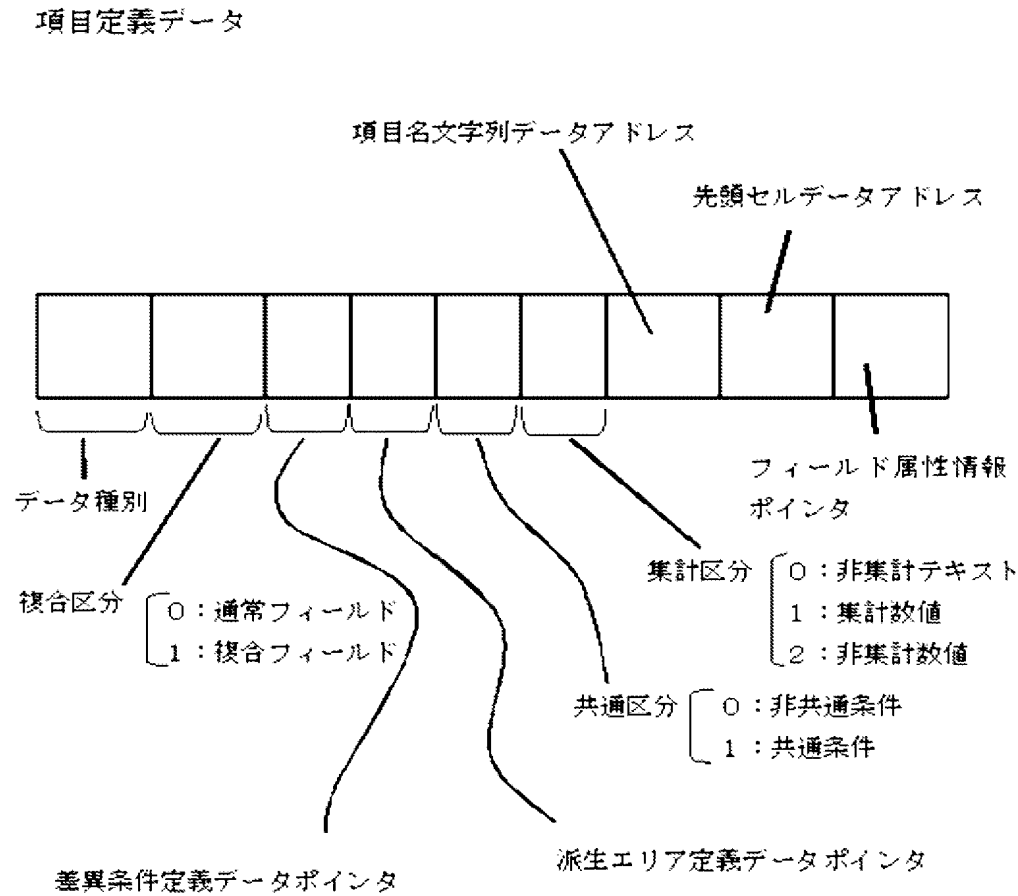 項目定義データ
項目名文字列データアドレス
先頭セルデータアドレス
データ種別
フィールド属性情報
ポインタ
複合区分
0：通常フィールド
1：複合フィールド
集計区分
0：非集計テキスト
1：集計数値
2：非集計数値
共通区分
0：非共通条件
1：共通条件
差異条件定義データポインタ
派生エリア定義データポインタ